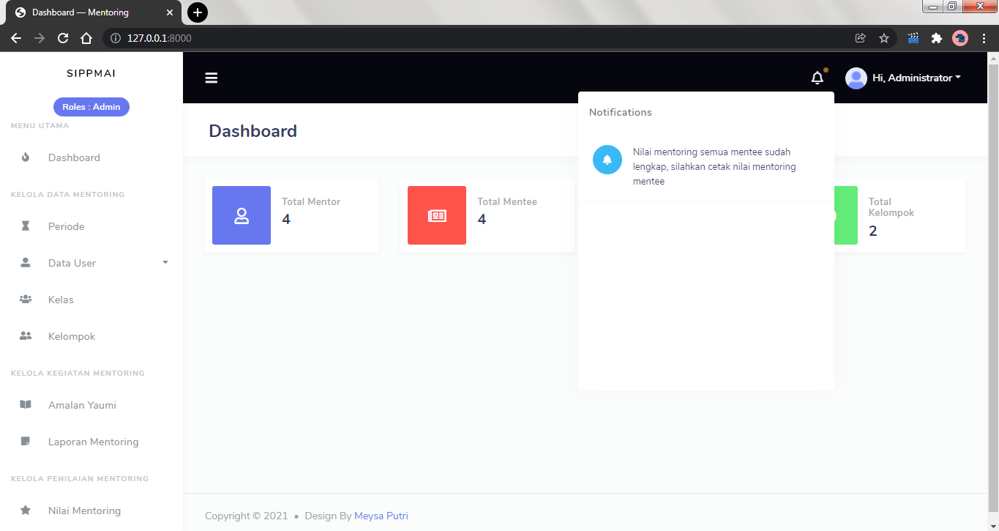 Dashboard — Mentoring
127.0.0.1:8000
SIPPMAI
Roles : Admin
MENU UTAMA
Dashboard
KELOLA DATA MENTORING
Periode
Data User
Kelas
Kelompok
KELOLA KEGIATAN MENTORING
Amalan Yaumi
Laporan Mentoring
KELOLA PENILAIAN MENTORING
Nilai Mentoring
Hi, Administrator
Dashboard
Notifications
Nilai mentoring semua mentee sudah
lengkap, silahkan cetak nilai mentoring
mentee
Total Mentor
4
Total Mentee
4
Total
Kelompok
2
Copyright © 2021 • Design By Meysa Putri